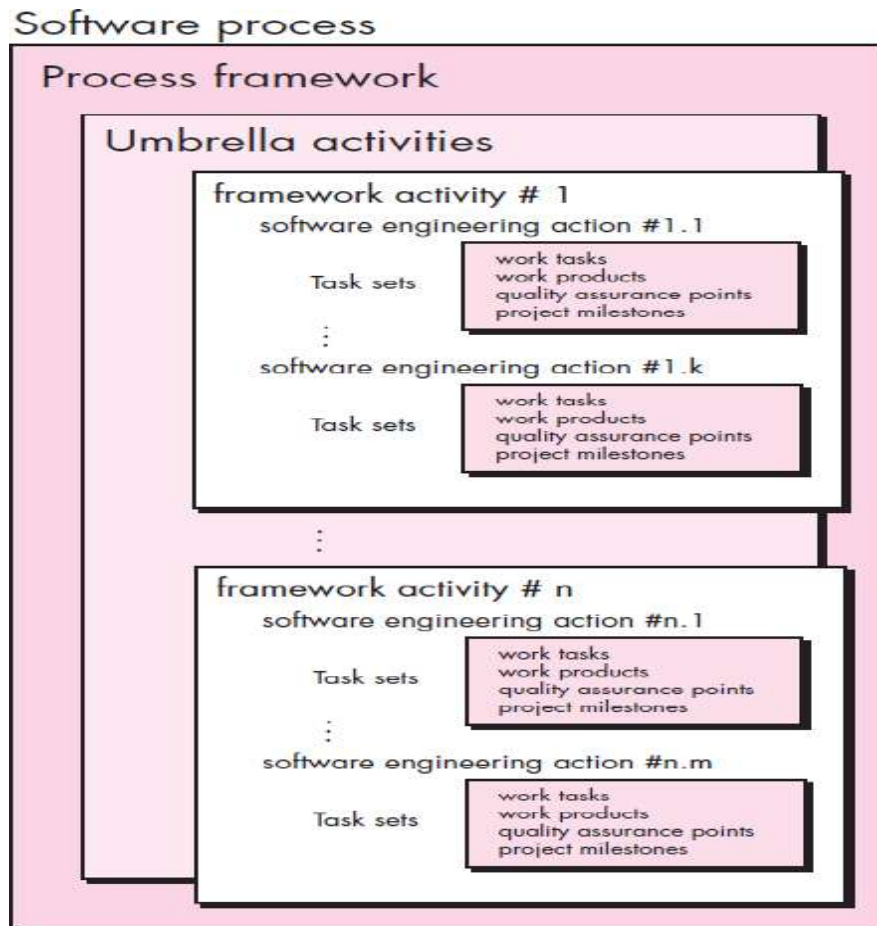 Software process
Process framework
Umbrella activities
framework activity # 1
software engineering action #1.1
Task sets
work tasks
work products
quality assurance points
project milestones
software engineering action #1.k
Task sets
work tasks
work products
quality assurance points
project milestones
framework activity # n
software engineering action #n.1
Task sets
work tasks
work products
quality assurance points
project milestones
software engineering action #n.m
Task sets
work tasks
work products
quality assurance points
project milestones